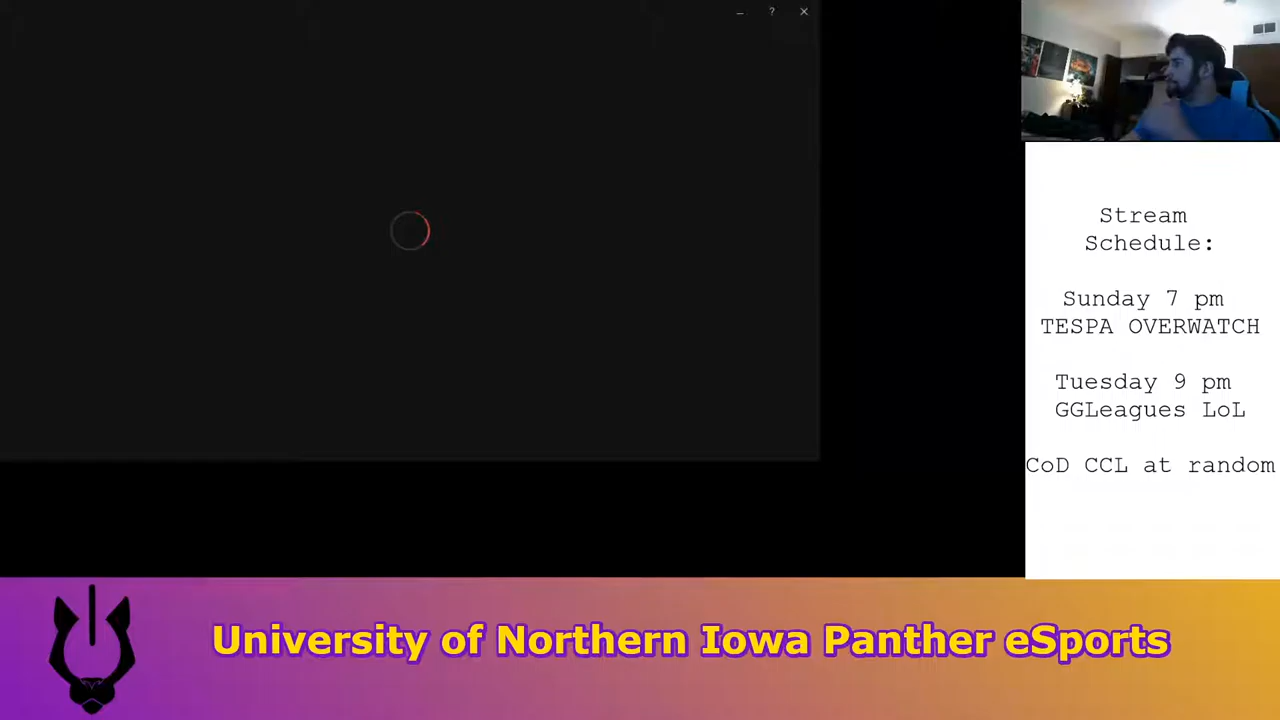 Stream
Schedule:
Sunday 7 pm
TESPA OVERWATCH
Tuesday 9 pm
GGLeagues LoL
CoD CCL at random
University of Northern Iowa Panther eSports